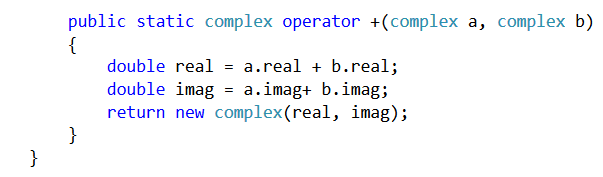 public static complex operator +(complex a, complex b)
{
double real = a.real + b.real;
double imag = a.imag+ b.imag;
return new complex(real, imag);
}
}